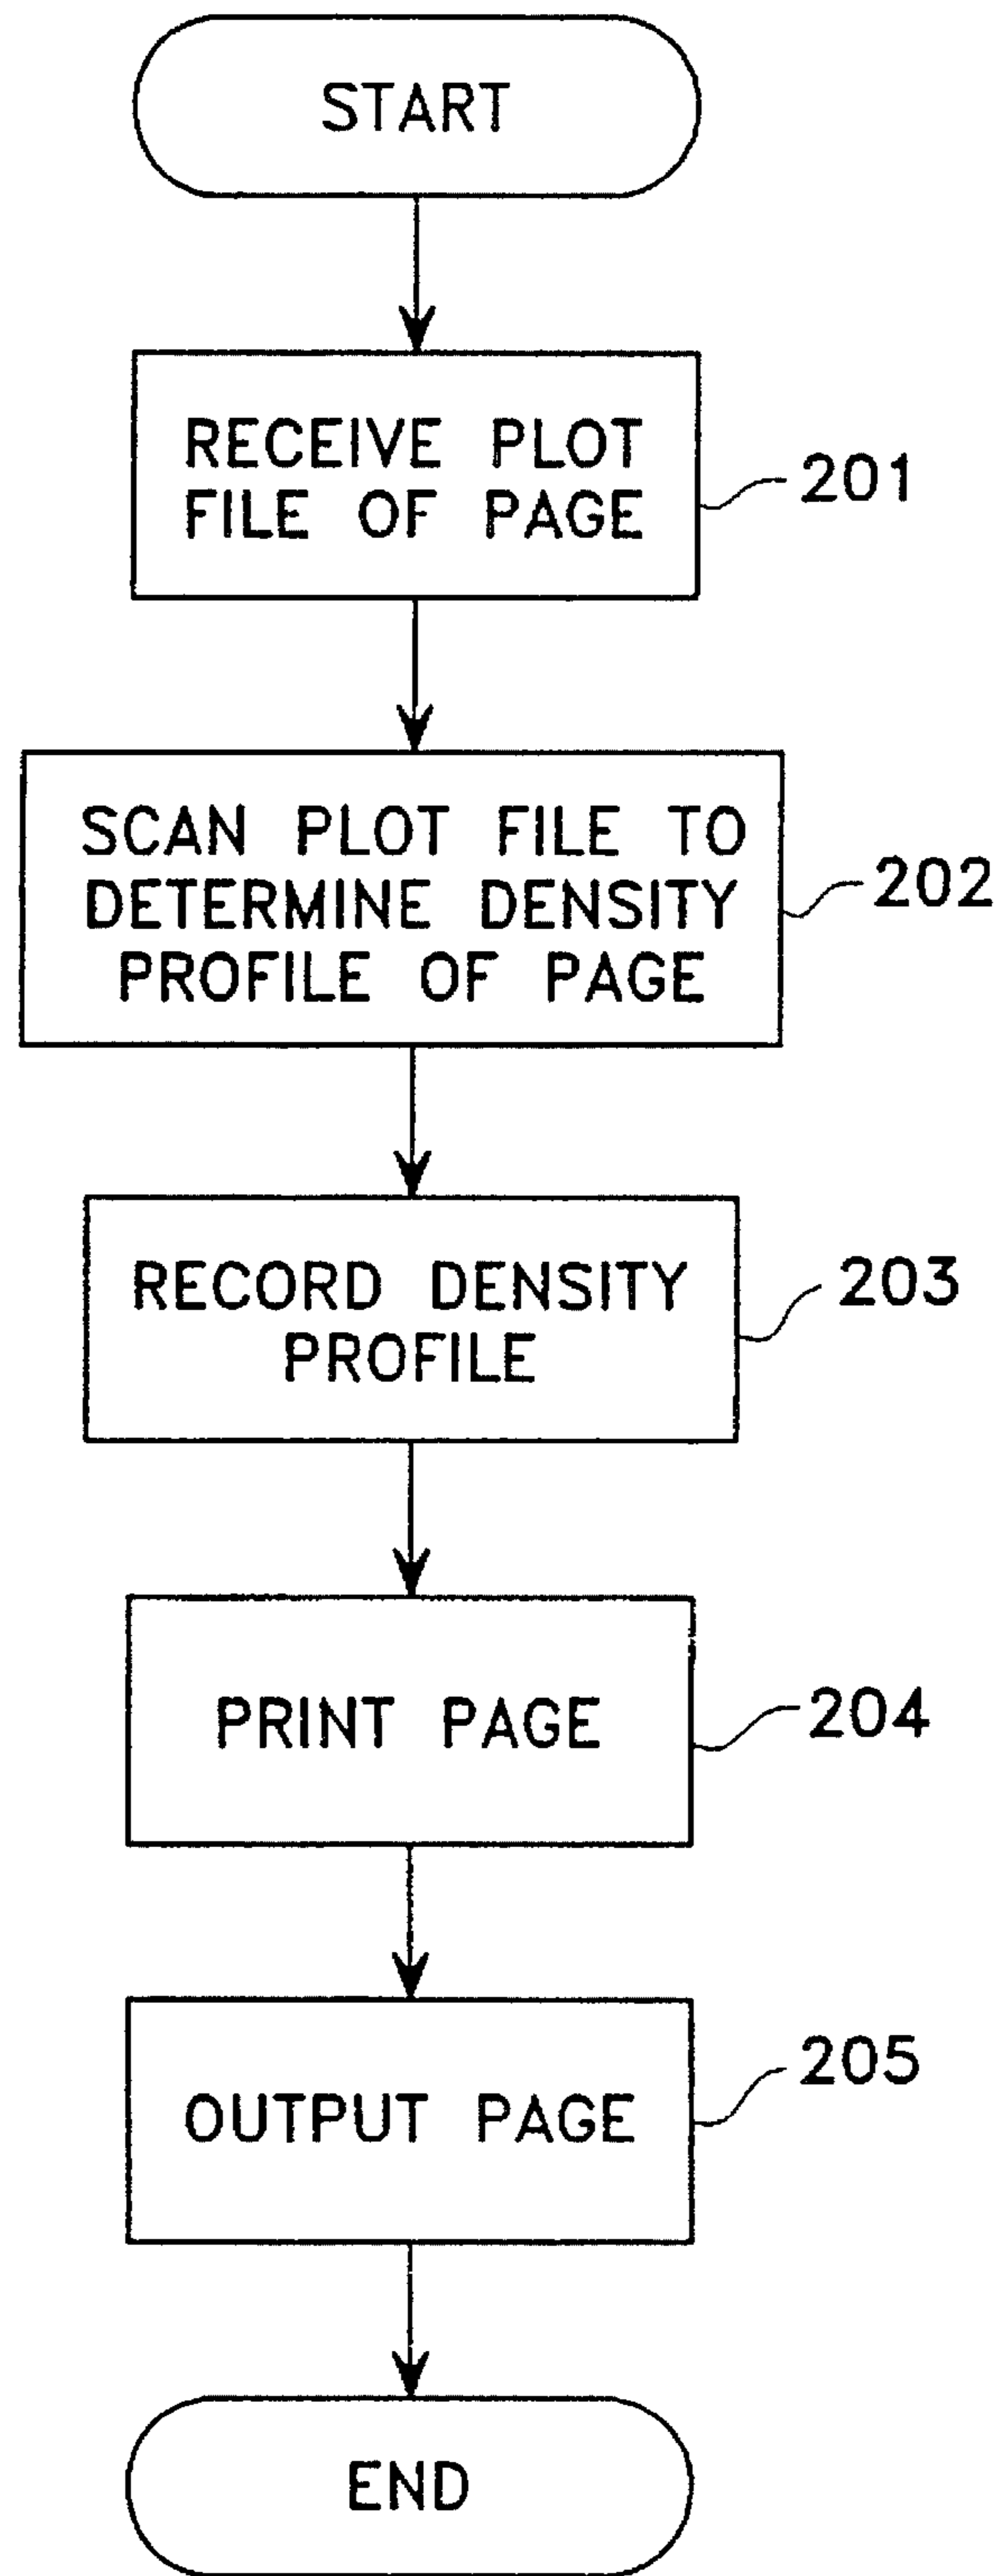 START
RECEIVE PLOT
FILE OF PAGE
201
SCAN PLOT FILE TO
DETERMINE DENSITY
PROFILE OF PAGE
202
RECORD DENSITY
PROFILE
203
PRINT PAGE
204
OUTPUT PAGE
205
END